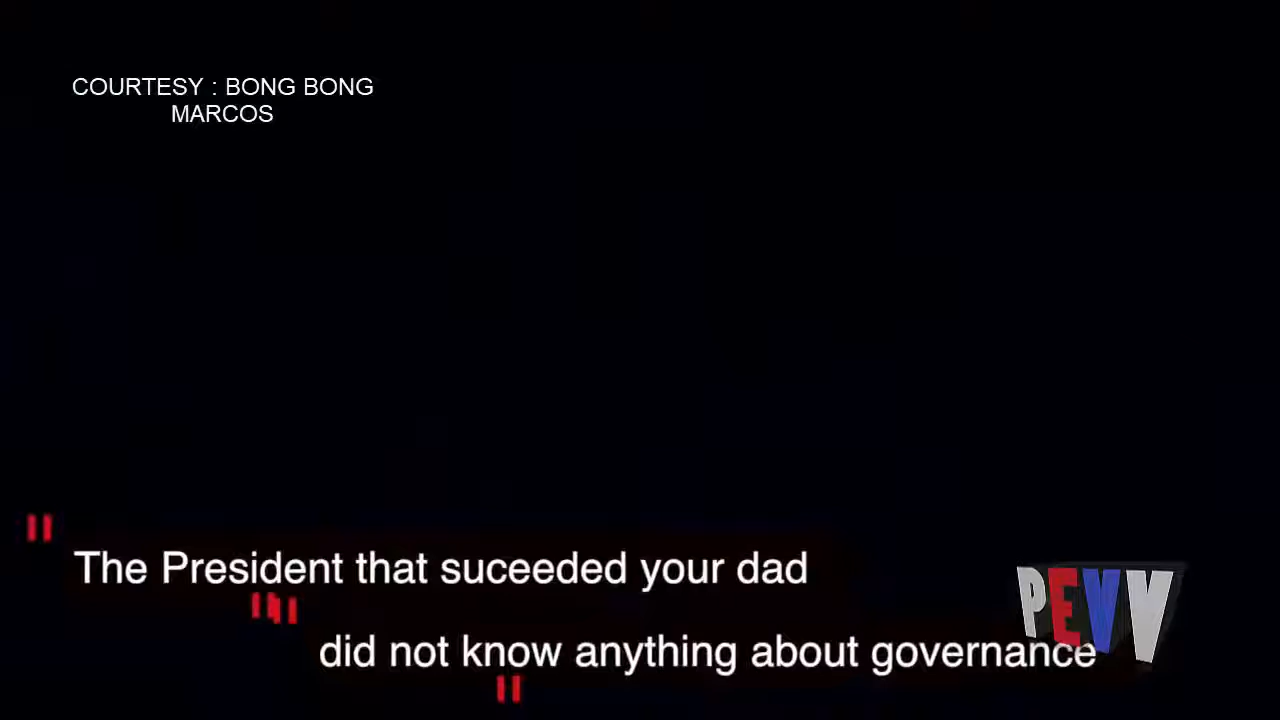 COURTESY : BONG BONG
MARCOS
"
The President that suceeded your dad
""
did not know anything about governance
"
PEVV